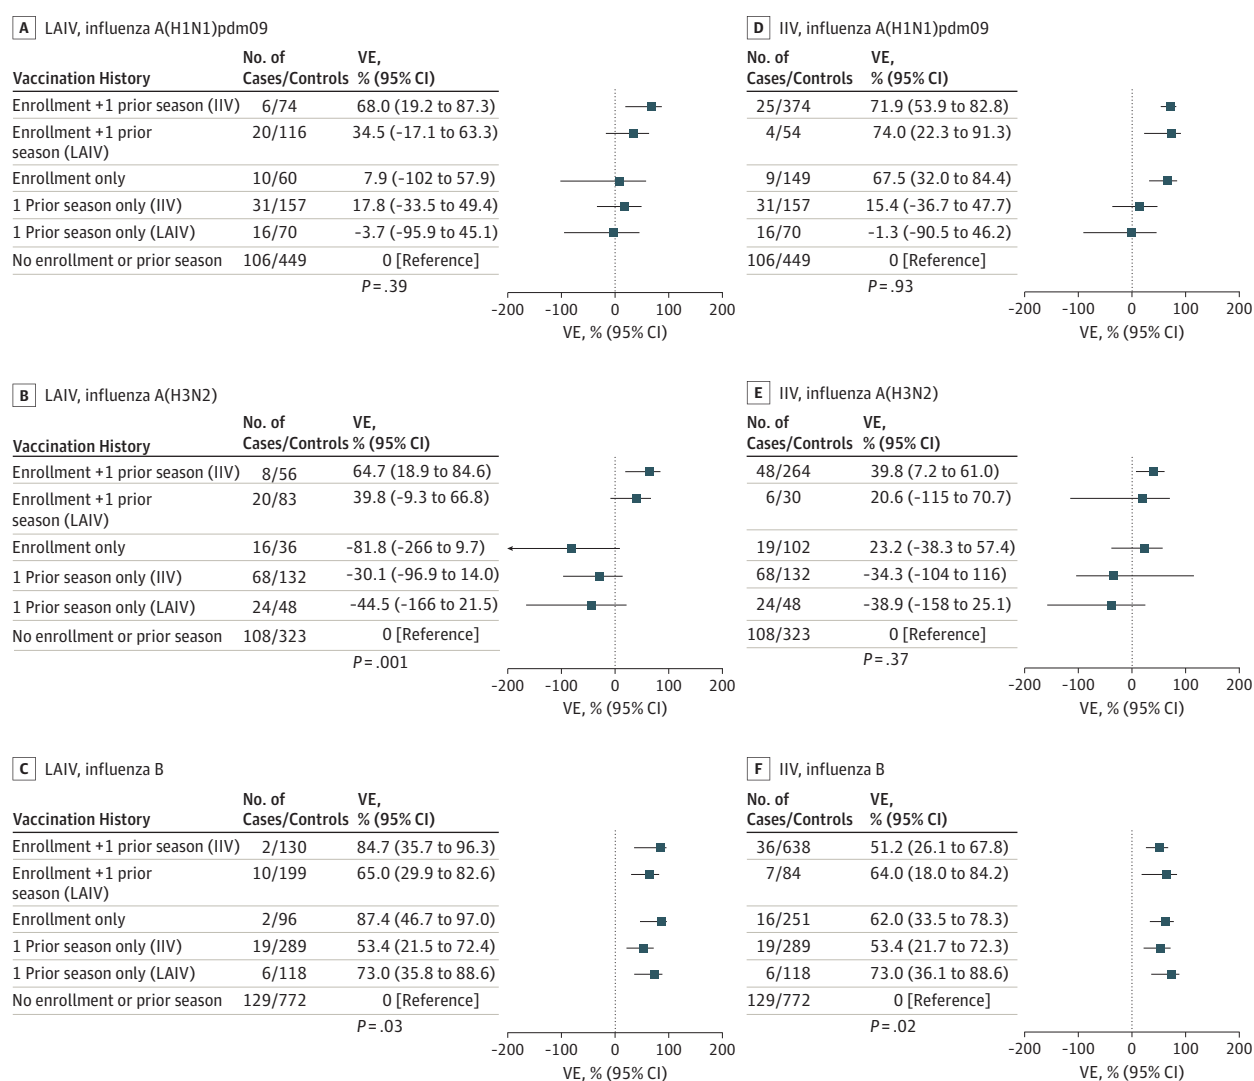 A LAIV, influenza A(H1N1)pdm09
Vaccination History No. of Cases/Controls VE, % (95% CI)
Enrollment +1 prior season (IIV) 6/74 68.0 (19.2 to 87.3)
Enrollment +1 prior season (LAIV) 20/116 34.5 (-17.1 to 63.3)
Enrollment only 10/60 7.9 (-102 to 57.9)
1 Prior season only (IIV) 31/157 17.8 (-33.5 to 49.4)
1 Prior season only (LAIV) 16/70 -3.7 (-95.9 to 45.1)
No enrollment or prior season 106/449 0 [Reference]
P = .39
-200 -100 0 100 200
VE, % (95% CI)
D IIV, influenza A(H1N1)pdm09
No. of Cases/Controls VE, % (95% CI)
25/374 71.9 (53.9 to 82.8)
4/54 74.0 (22.3 to 91.3)
9/149 67.5 (32.0 to 84.4)
31/157 15.4 (-36.7 to 47.7)
16/70 -1.3 (-90.5 to 46.2)
106/449 0 [Reference]
P = .93
-200 -100 0 100 200
VE, % (95% CI)
B LAIV, influenza A(H3N2)
Vaccination History No. of Cases/Controls VE, % (95% CI)
Enrollment +1 prior season (IIV) 8/56 64.7 (18.9 to 84.6)
Enrollment +1 prior season (LAIV) 20/83 39.8 (-9.3 to 66.8)
Enrollment only 16/36 -81.8 (-266 to 9.7)
1 Prior season only (IIV) 68/132 -30.1 (-96.9 to 14.0)
1 Prior season only (LAIV) 24/48 -44.5 (-166 to 21.5)
No enrollment or prior season 108/323 0 [Reference]
P = .001
-200 -100 0 100 200
VE, % (95% CI)
E IIV, influenza A(H3N2)
No. of Cases/Controls VE, % (95% CI)
48/264 39.8 (7.2 to 61.0)
6/30 20.6 (-115 to 70.7)
19/102 23.2 (-38.3 to 57.4)
68/132 -34.3 (-104 to 116)
24/48 -38.9 (-158 to 25.1)
108/323 0 [Reference]
P = .37
-200 -100 0 100 200
VE, % (95% CI)
C LAIV, influenza B
Vaccination History No. of Cases/Controls VE, % (95% CI)
Enrollment +1 prior season (IIV) 2/130 84.7 (35.7 to 96.3)
Enrollment +1 prior season (LAIV) 10/199 65.0 (29.9 to 82.6)
Enrollment only 2/96 87.4 (46.7 to 97.0)
1 Prior season only (IIV) 19/289 53.4 (21.5 to 72.4)
1 Prior season only (LAIV) 6/118 73.0 (35.8 to 88.6)
No enrollment or prior season 129/772 0 [Reference]
P = .03
-200 -100 0 100 200
VE, % (95% CI)
F IIV, influenza B
No. of Cases/Controls VE, % (95% CI)
36/638 51.2 (26.1 to 67.8)
7/84 64.0 (18.0 to 84.2)
16/251 62.0 (33.5 to 78.3)
19/289 53.4 (21.7 to 72.3)
6/118 73.0 (36.1 to 88.6)
129/772 0 [Reference]
P = .02
-200 -100 0 100 200
VE, % (95% CI)